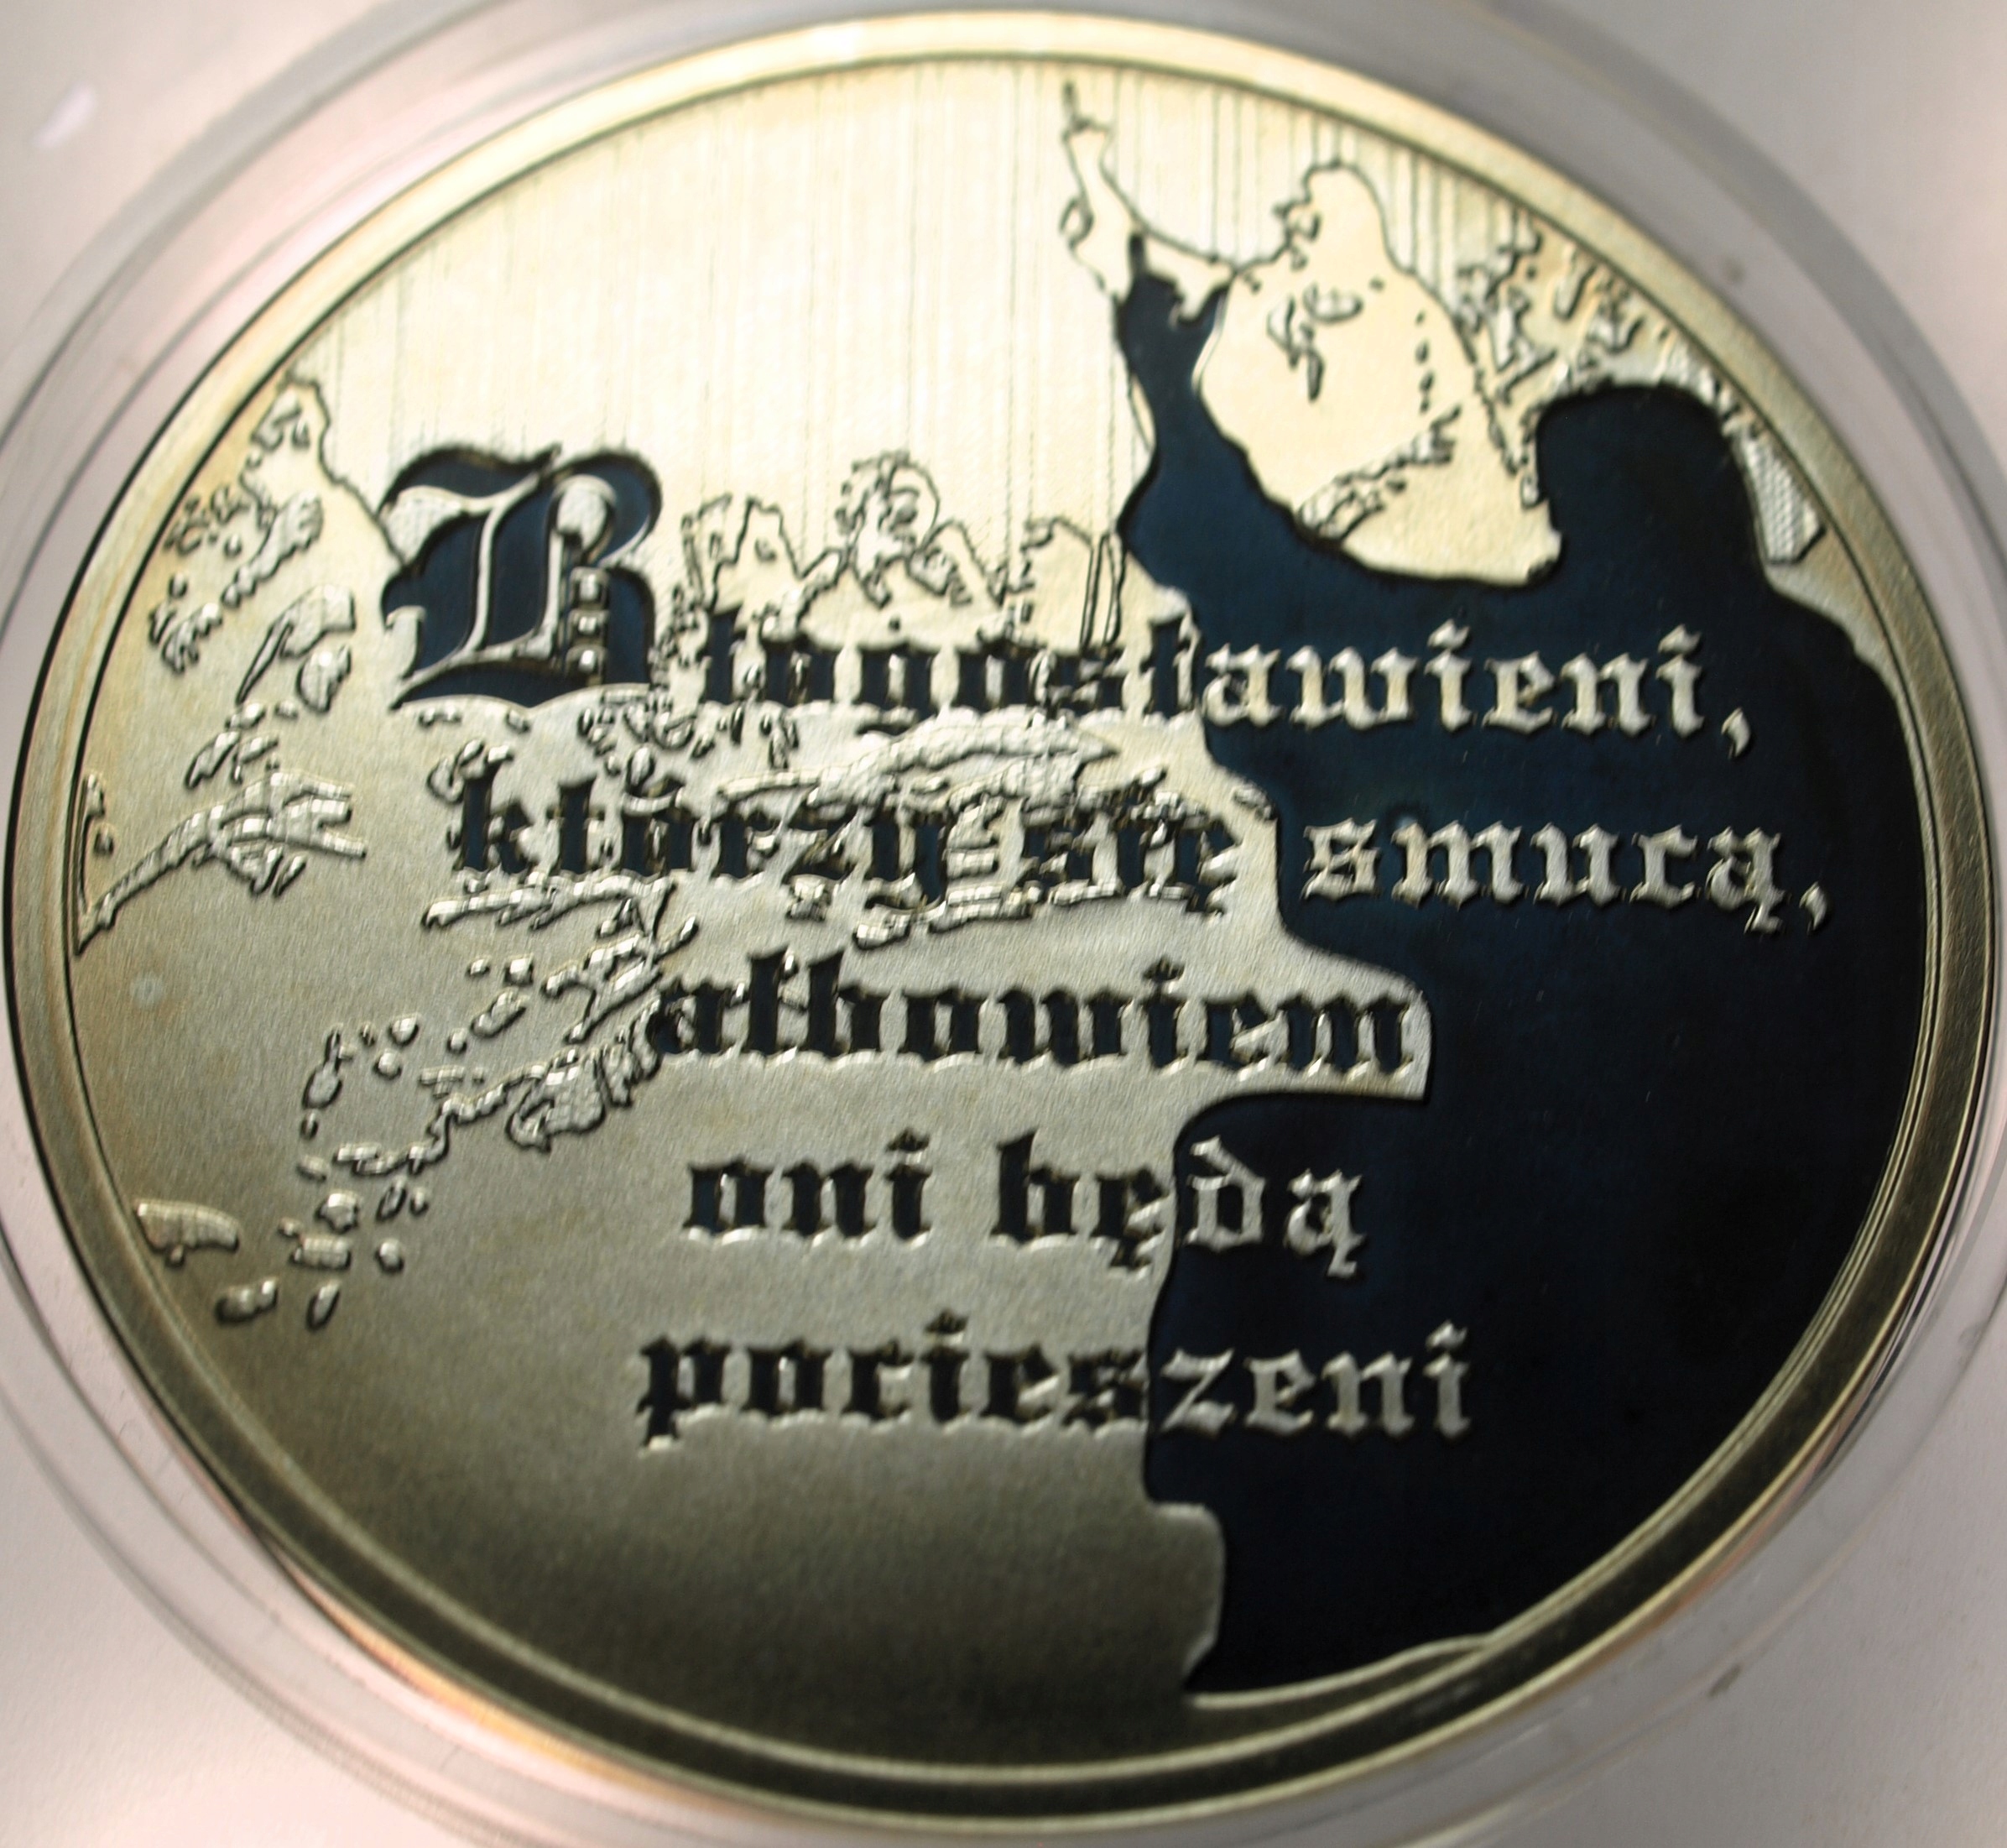 Błogosławieni,
którzy się smucą,
albowiem
oni będą
pocieszeni